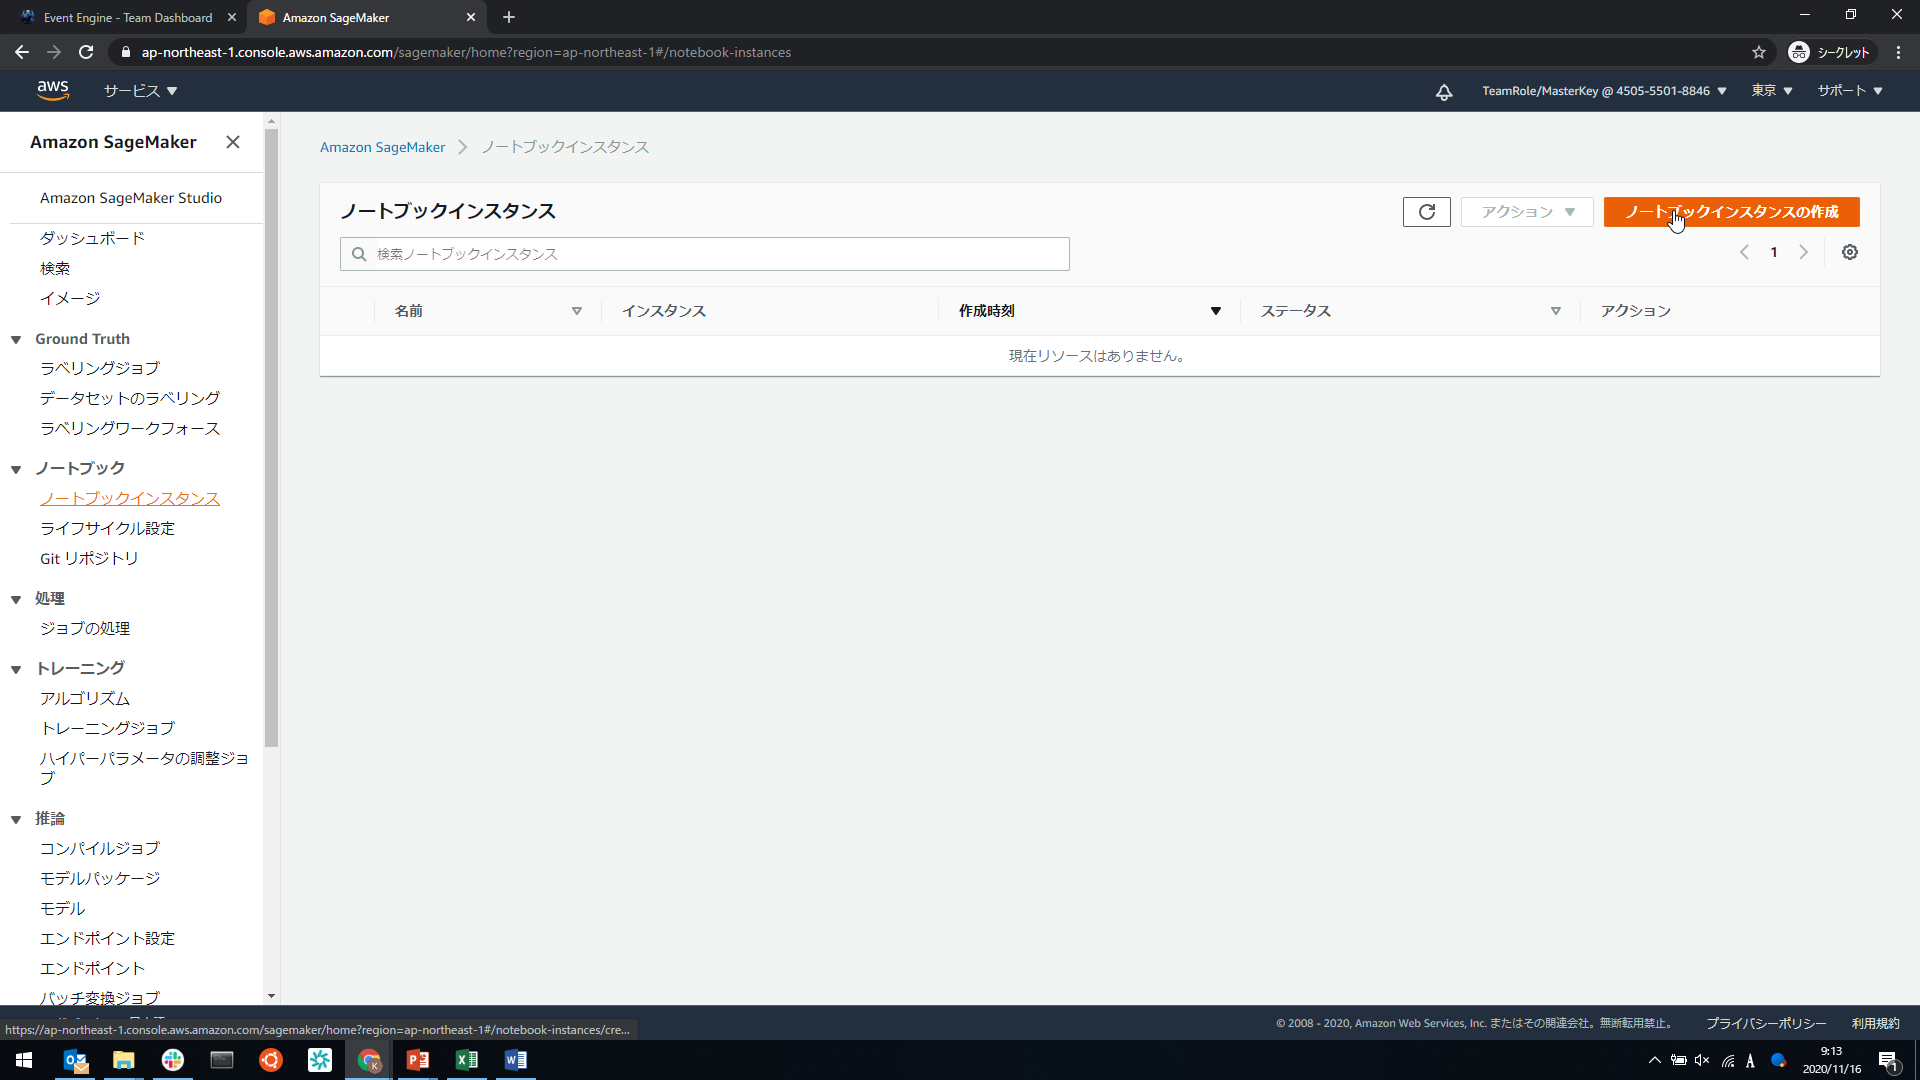 Event Engine - Team Dashboard
Amazon SageMaker
ap-northeast-1.console.aws.amazon.com/sagemaker/home?region=ap-northeast-1#/notebook-instances
シークレット
aws
サービス
TeamRole/MasterKey @ 4505-5501-8846
東京
サポート
Amazon SageMaker
Amazon SageMaker Studio
ダッシュボード
検索
イメージ
Ground Truth
ラベリングジョブ
データセットのラベリング
ラベリングワークフォース
ノートブック
ノートブックインスタンス
ライフサイクル設定
Git リポジトリ
処理
ジョブの処理
トレーニング
アルゴリズム
トレーニングジョブ
ハイパーパラメータの調整ジョ
ブ
推論
コンパイルジョブ
モデルパッケージ
モデル
エンドポイント設定
エンドポイント
バッチ変換ジョブ
Amazon SageMaker
ノートブックインスタンス
ノートブックインスタンス
アクション
ノートブックインスタンスの作成
検索ノートブックインスタンス
1
名前
インスタンス
作成時刻
ステータス
アクション
現在リソースはありません。
https://ap-northeast-1.console.aws.amazon.com/sagemaker/home?region=ap-northeast-1#/notebook-instances/cre...
© 2008 - 2020, Amazon Web Services, Inc. またはその関連会社。無断転用禁止。
プライバシーポリシー
利用規約
A
9:13
2020/11/16
1